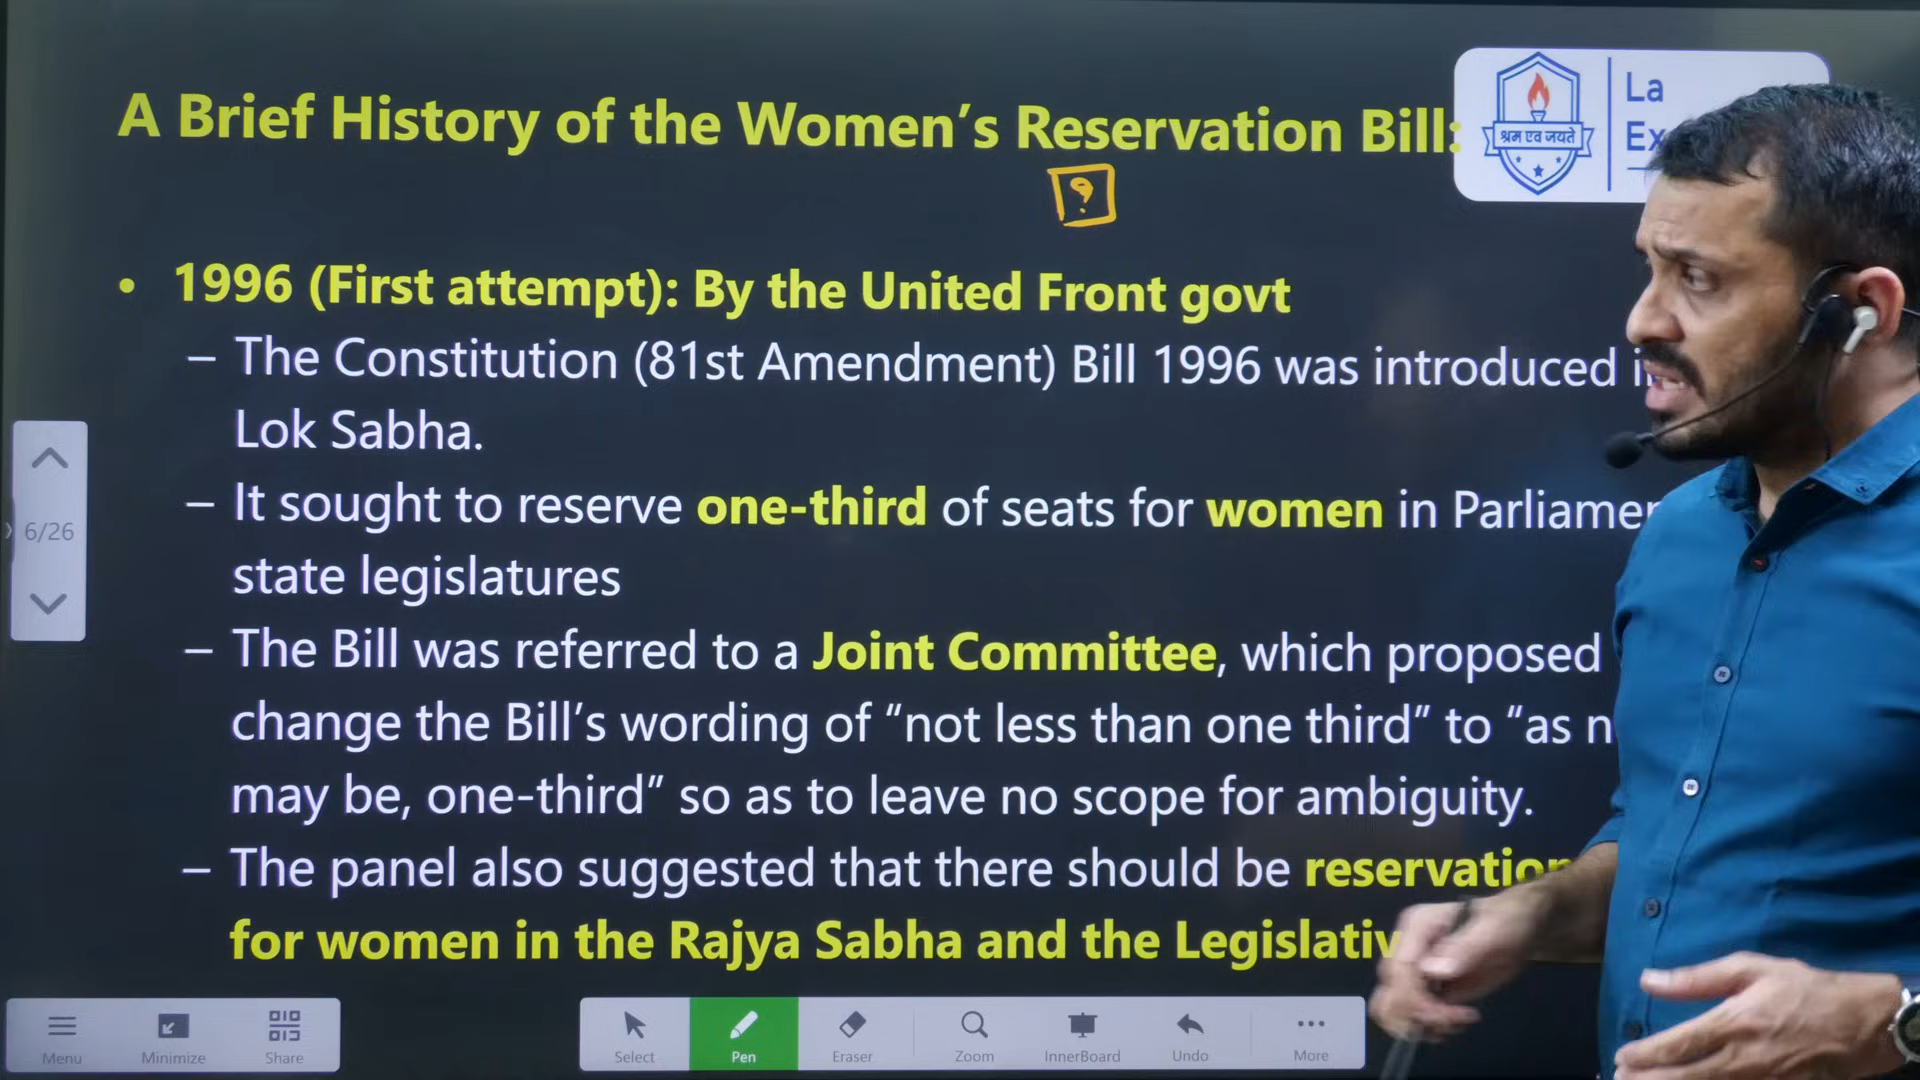 A Brief History of the Women’s Reservation Bill:
La
Ex
श्रम एव जयते
?
• 1996 (First attempt): By the United Front govt
– The Constitution (81st Amendment) Bill 1996 was introduced
Lok Sabha.
– It sought to reserve one-third of seats for women in
state legislatures
– The Bill was referred to a Joint Committee, which proposed
change the Bill’s wording of “not less than one third” to “as
may be, one-third” so as to leave no scope for ambiguity.
– The panel also suggested that there should be
for women in the Rajya Sabha and the
6/26
Menu
Minimize
Share
Select
Pen
Eraser
Zoom
InnerBoard
Undo
More